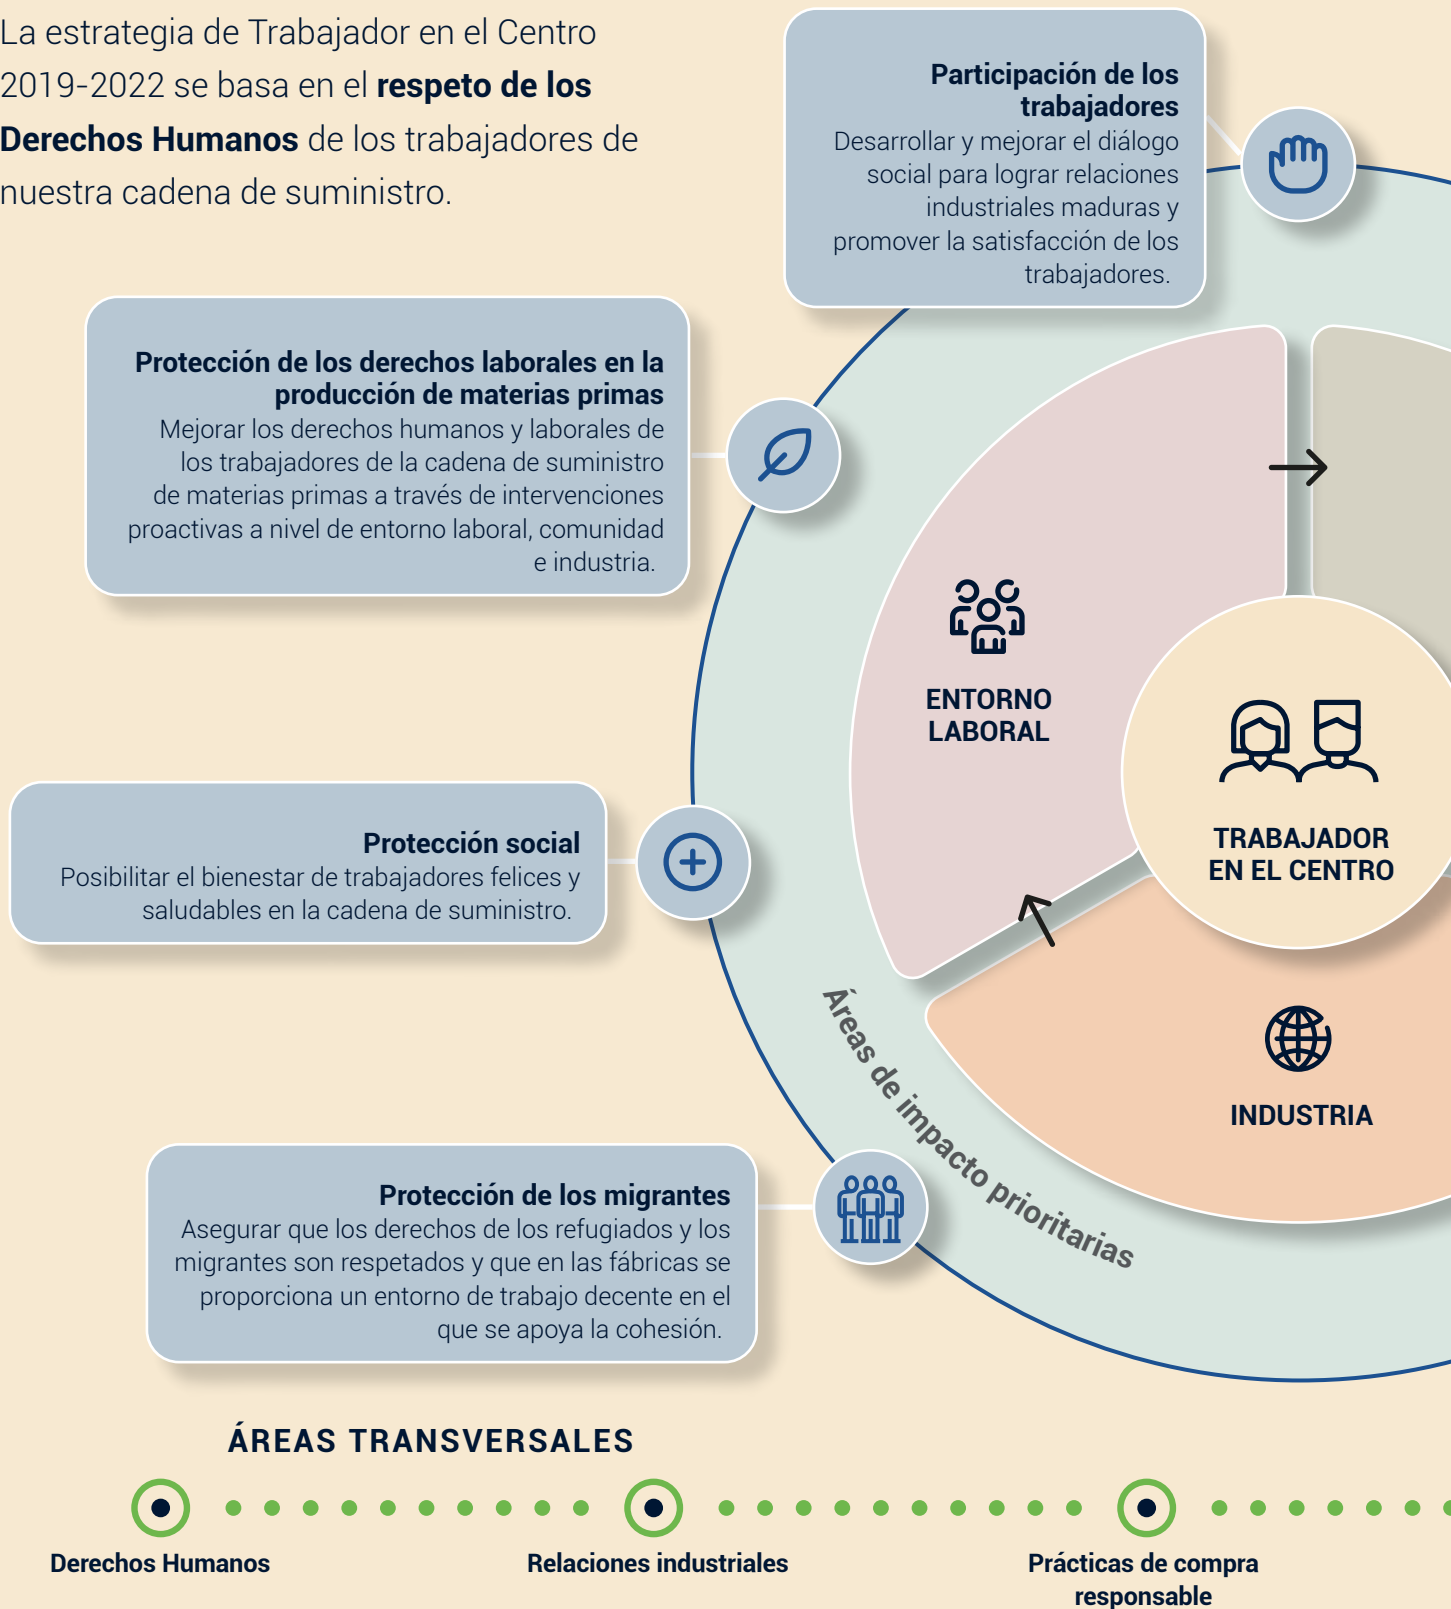 La estrategia de Trabajador en el Centro
2019-2022 se basa en el respeto de los
Derechos Humanos de los trabajadores de
nuestra cadena de suministro.
Participación de los
trabajadores
Desarrollar y mejorar el diálogo
social para lograr relaciones
industriales maduras y
promover la satisfacción de los
trabajadores.
Protección de los derechos laborales en la
producción de materias primas
Mejorar los derechos humanos y laborales de
los trabajadores de la cadena de suministro
de materias primas a través de intervenciones
proactivas a nivel de entorno laboral, comunidad
e industria.
ENTORNO
LABORAL
TRABAJADOR
EN EL CENTRO
Protección social
Posibilitar el bienestar de trabajadores felices y
saludables en la cadena de suministro.
INDUSTRIA
Áreas de impacto prioritarias
Protección de los migrantes
Asegurar que los derechos de los refugiados y los
migrantes son respetados y que en las fábricas se
proporciona un entorno de trabajo decente en el
que se apoya la cohesión.
ÁREAS TRANSVERSALES
Derechos Humanos
Relaciones industriales
Prácticas de compra
responsable